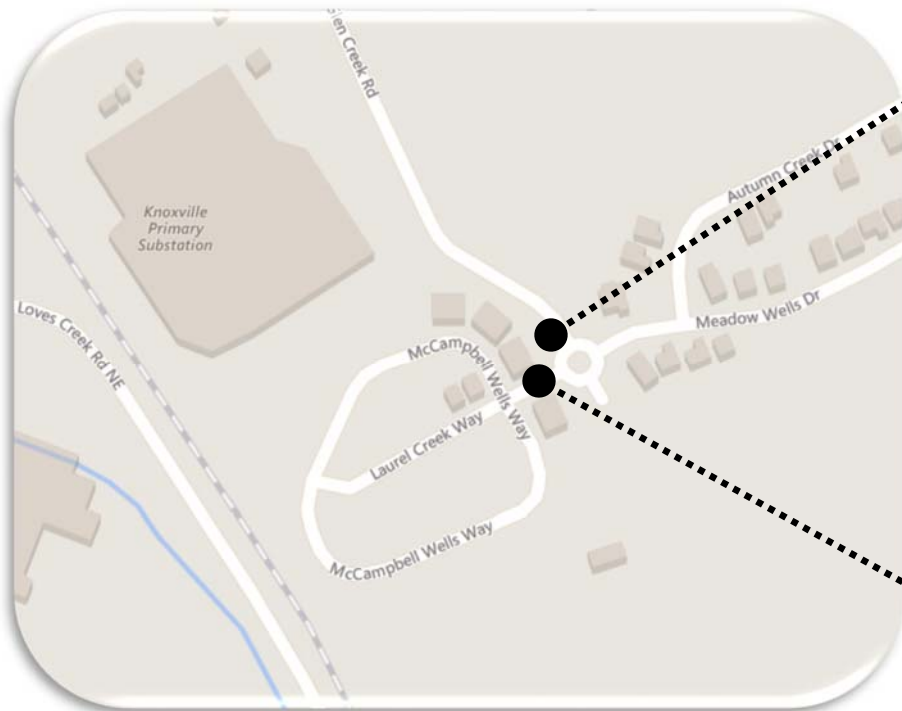 Glen Creek Rd
Autumn Creek Dr
Knoxville
Primary
Substation
Meadow Wells Dr
Loves Creek Rd NE
McCampbell Wells Way
Laurel Creek Way
McCampbell Wells Way